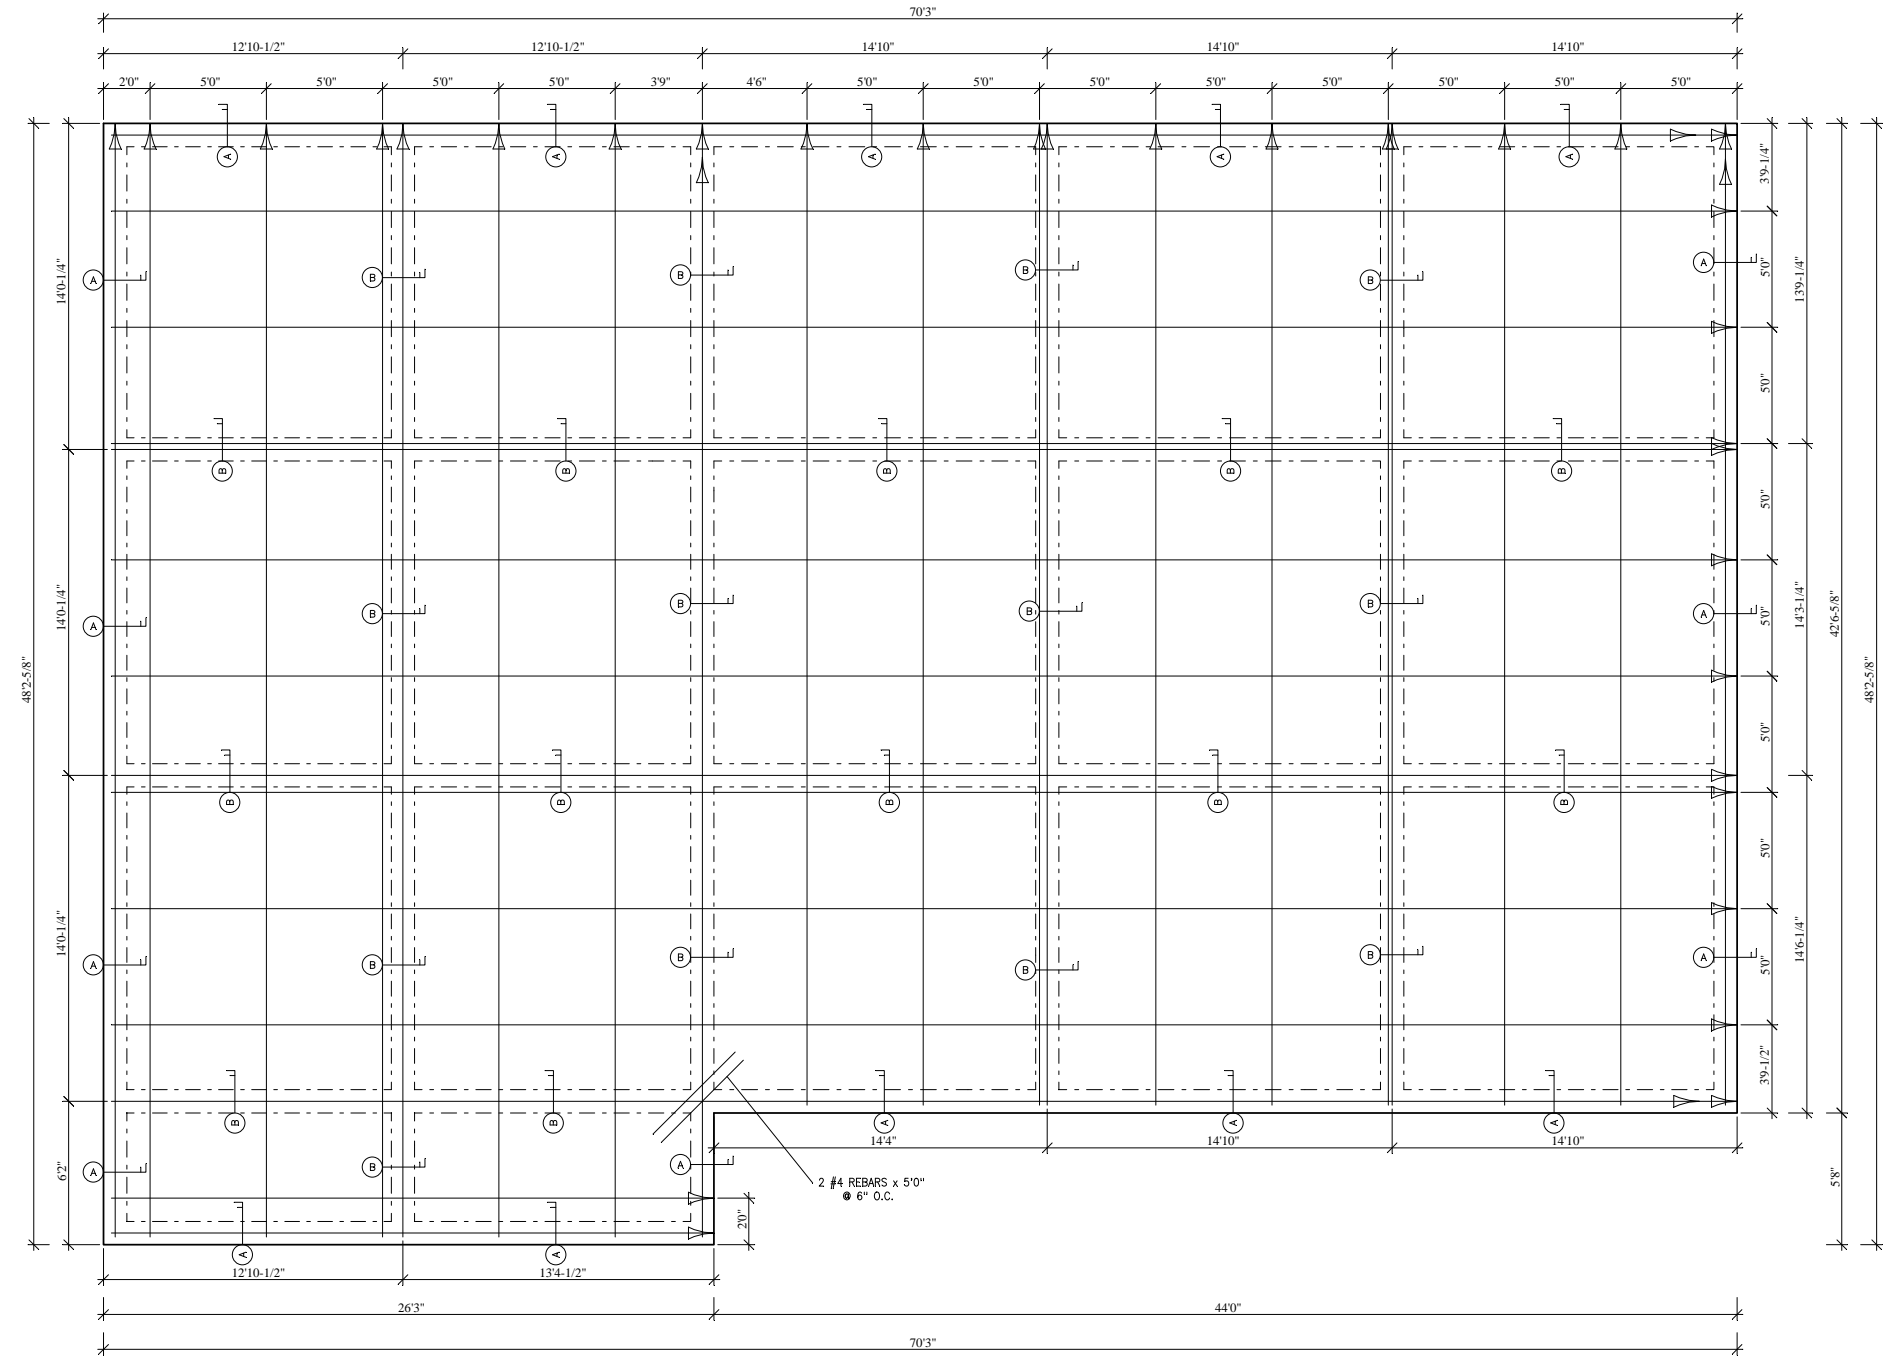 70'3"
12'10-1/2" 12'10-1/2" 14'10" 14'10" 14'10"
2'0" 5'0" 5'0" 5'0" 5'0" 3'9" 4'6" 5'0" 5'0" 5'0" 5'0" 5'0" 5'0" 5'0" 5'0"
A A A A A
3'9-1/4"
A B B B B A
14'0-1/4" 5'0" 13'9-1/4"
5'0"
B B B B B
5'0"
A B B B B A
48'2-5/8" 14'0-1/4" 5'0" 14'3-1/4" 42'6-5/8" 48'2-5/8"
5'0"
B B B B B
5'0"
A B B B B A
14'0-1/4" 5'0" 14'6-1/4"
3'9-1/2"
B B A A A
14'4" 14'10" 14'10"
A B A
6'2" 5'8"
2 #4 REBARS x 5'0"
@ 6" O.C.
2'0"
A A
12'10-1/2" 13'4-1/2"
26'3" 44'0"
70'3"